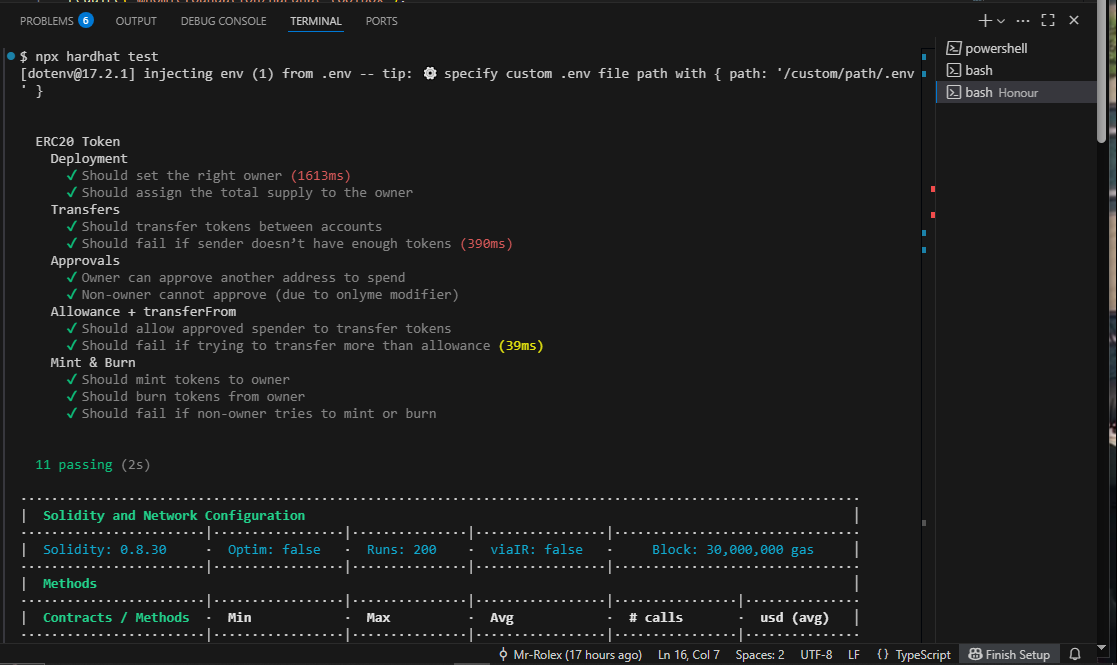 PROBLEMS 6 OUTPUT DEBUG CONSOLE TERMINAL PORTS
$ npx hardhat test
[dotenv@17.2.1] injecting env (1) from .env -- tip: ⚙ specify custom .env file path with { path: '/custom/path/.env
' }
ERC20 Token
Deployment
✓ Should set the right owner (1613ms)
✓ Should assign the total supply to the owner
Transfers
✓ Should transfer tokens between accounts
✓ Should fail if sender doesn’t have enough tokens (390ms)
Approvals
✓ Owner can approve another address to spend
✓ Non-owner cannot approve (due to onlyme modifier)
Allowance + transferFrom
✓ Should allow approved spender to transfer tokens
✓ Should fail if trying to transfer more than allowance (39ms)
Mint & Burn
✓ Should mint tokens to owner
✓ Should burn tokens from owner
✓ Should fail if non-owner tries to mint or burn
11 passing (2s)
| Solidity and Network Configuration |
| Solidity: 0.8.30 · Optim: false · Runs: 200 · viaIR: false · Block: 30,000,000 gas |
| Methods |
| Contracts / Methods · Min · Max · Avg · # calls · usd (avg) |
powershell
bash
bash Honour
Mr-Rolex (17 hours ago) Ln 16, Col 7 Spaces: 2 UTF-8 LF {} TypeScript Finish Setup